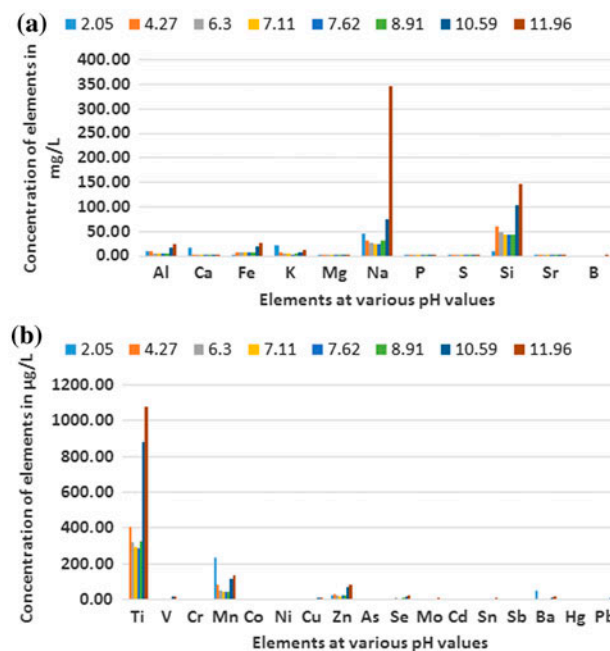 (a)
2.05 4.27 6.3 7.11 7.62 8.91 10.59 11.96
Concentration of elements in
mg/L
400.00
350.00
300.00
250.00
200.00
150.00
100.00
50.00
0.00
Al Ca Fe K Mg Na P S Si Sr B
Elements at various pH values
(b)
2.05 4.27 6.3 7.11 7.62 8.91 10.59 11.96
Concentration of elements in µg/L
1200.00
1000.00
800.00
600.00
400.00
200.00
0.00
Ti V Cr Mn Co Ni Cu Zn As Se Mo Cd Sn Sb Ba Hg Pb
Elements at various pH values